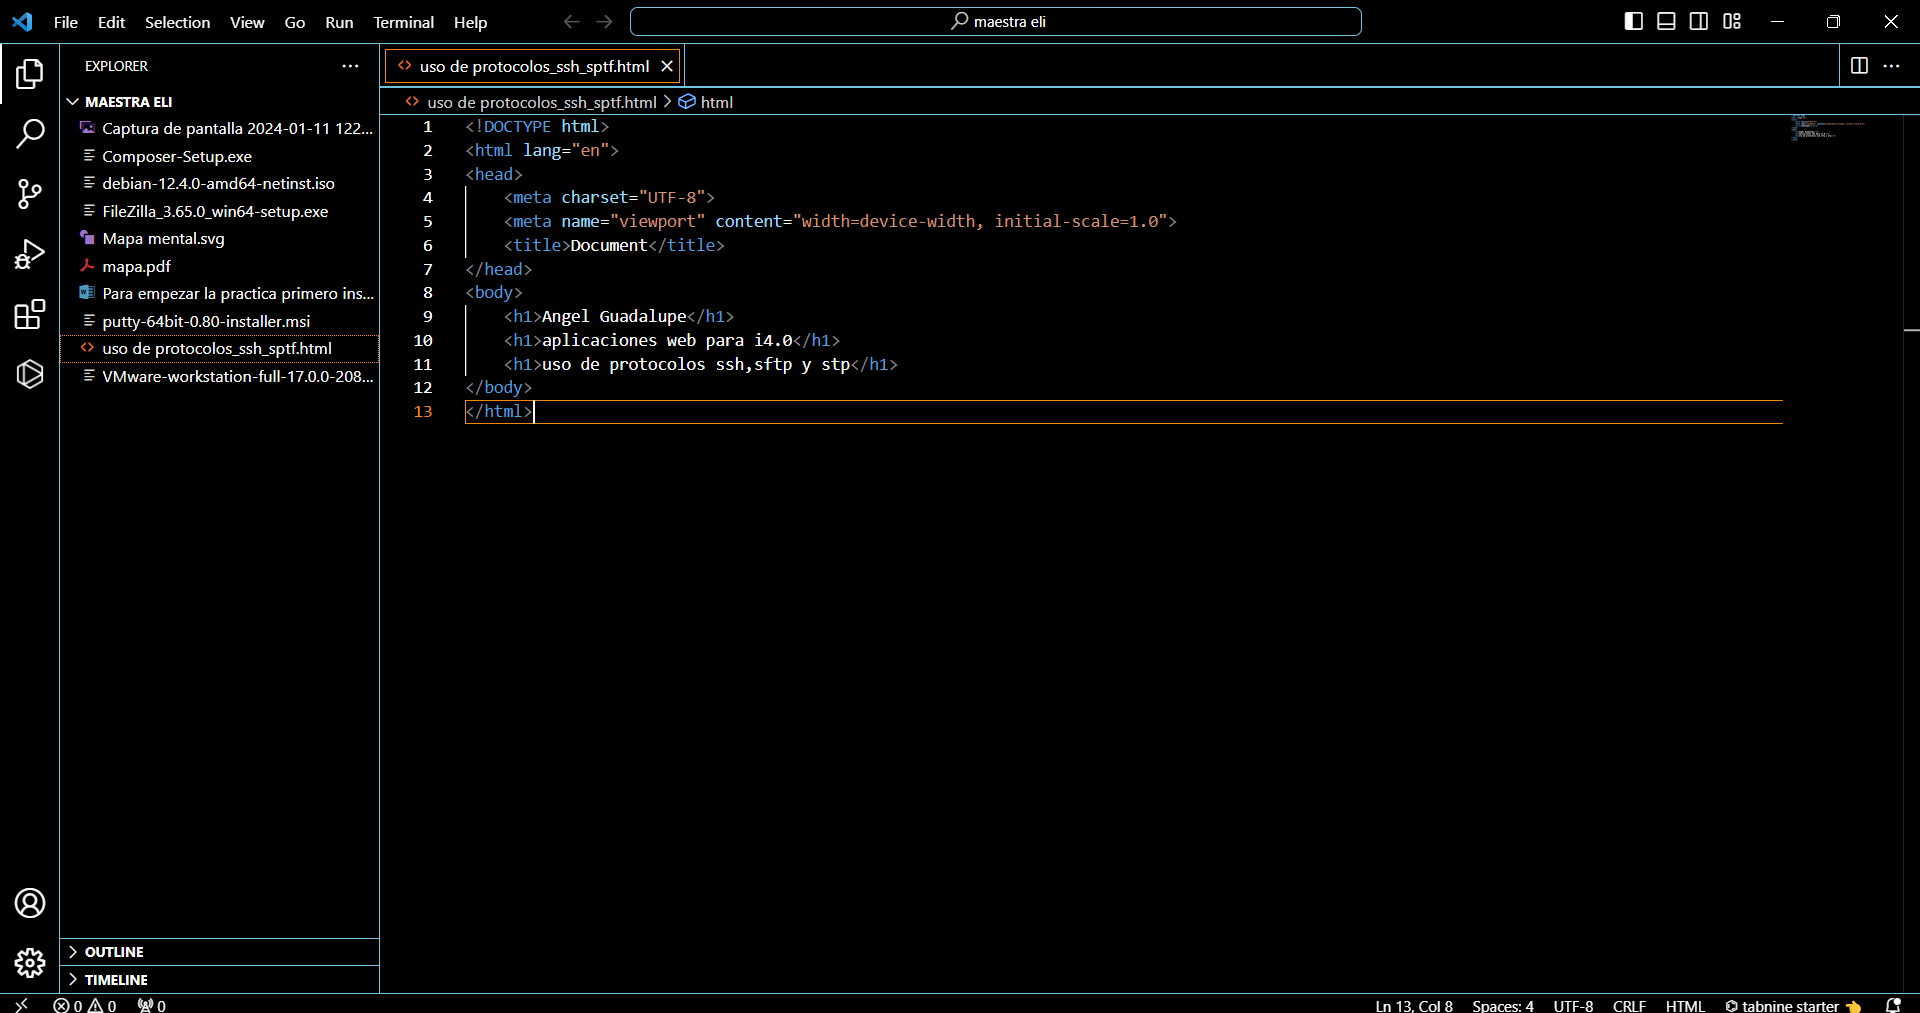 File Edit Selection View Go Run Terminal Help
maestra eli
EXPLORER
MAESTRA ELI
Captura de pantalla 2024-01-11 122...
Composer-Setup.exe
debian-12.4.0-amd64-netinst.iso
FileZilla_3.65.0_win64-setup.exe
Mapa mental.svg
mapa.pdf
Para empezar la practica primero ins...
putty-64bit-0.80-installer.msi
uso de protocolos_ssh_sptf.html
VMware-workstation-full-17.0.0-208...
OUTLINE
TIMELINE
uso de protocolos_ssh_sptf.html
uso de protocolos_ssh_sptf.html > html
1 <!DOCTYPE html>
2 <html lang="en">
3 <head>
4 <meta charset="UTF-8">
5 <meta name="viewport" content="width=device-width, initial-scale=1.0">
6 <title>Document</title>
7 </head>
8 <body>
9 <h1>Angel Guadalupe</h1>
10 <h1>aplicaciones web para i4.0</h1>
11 <h1>uso de protocolos ssh,sftp y stp</h1>
12 </body>
13 </html>
0 0 0
Ln 13, Col 8 Spaces: 4 UTF-8 CRLF HTML tabnine starter